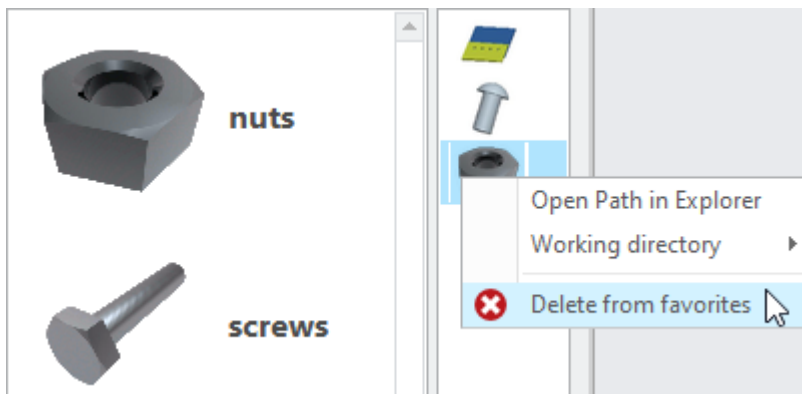 nuts
screws
Open Path in Explorer
Working directory
Delete from favorites